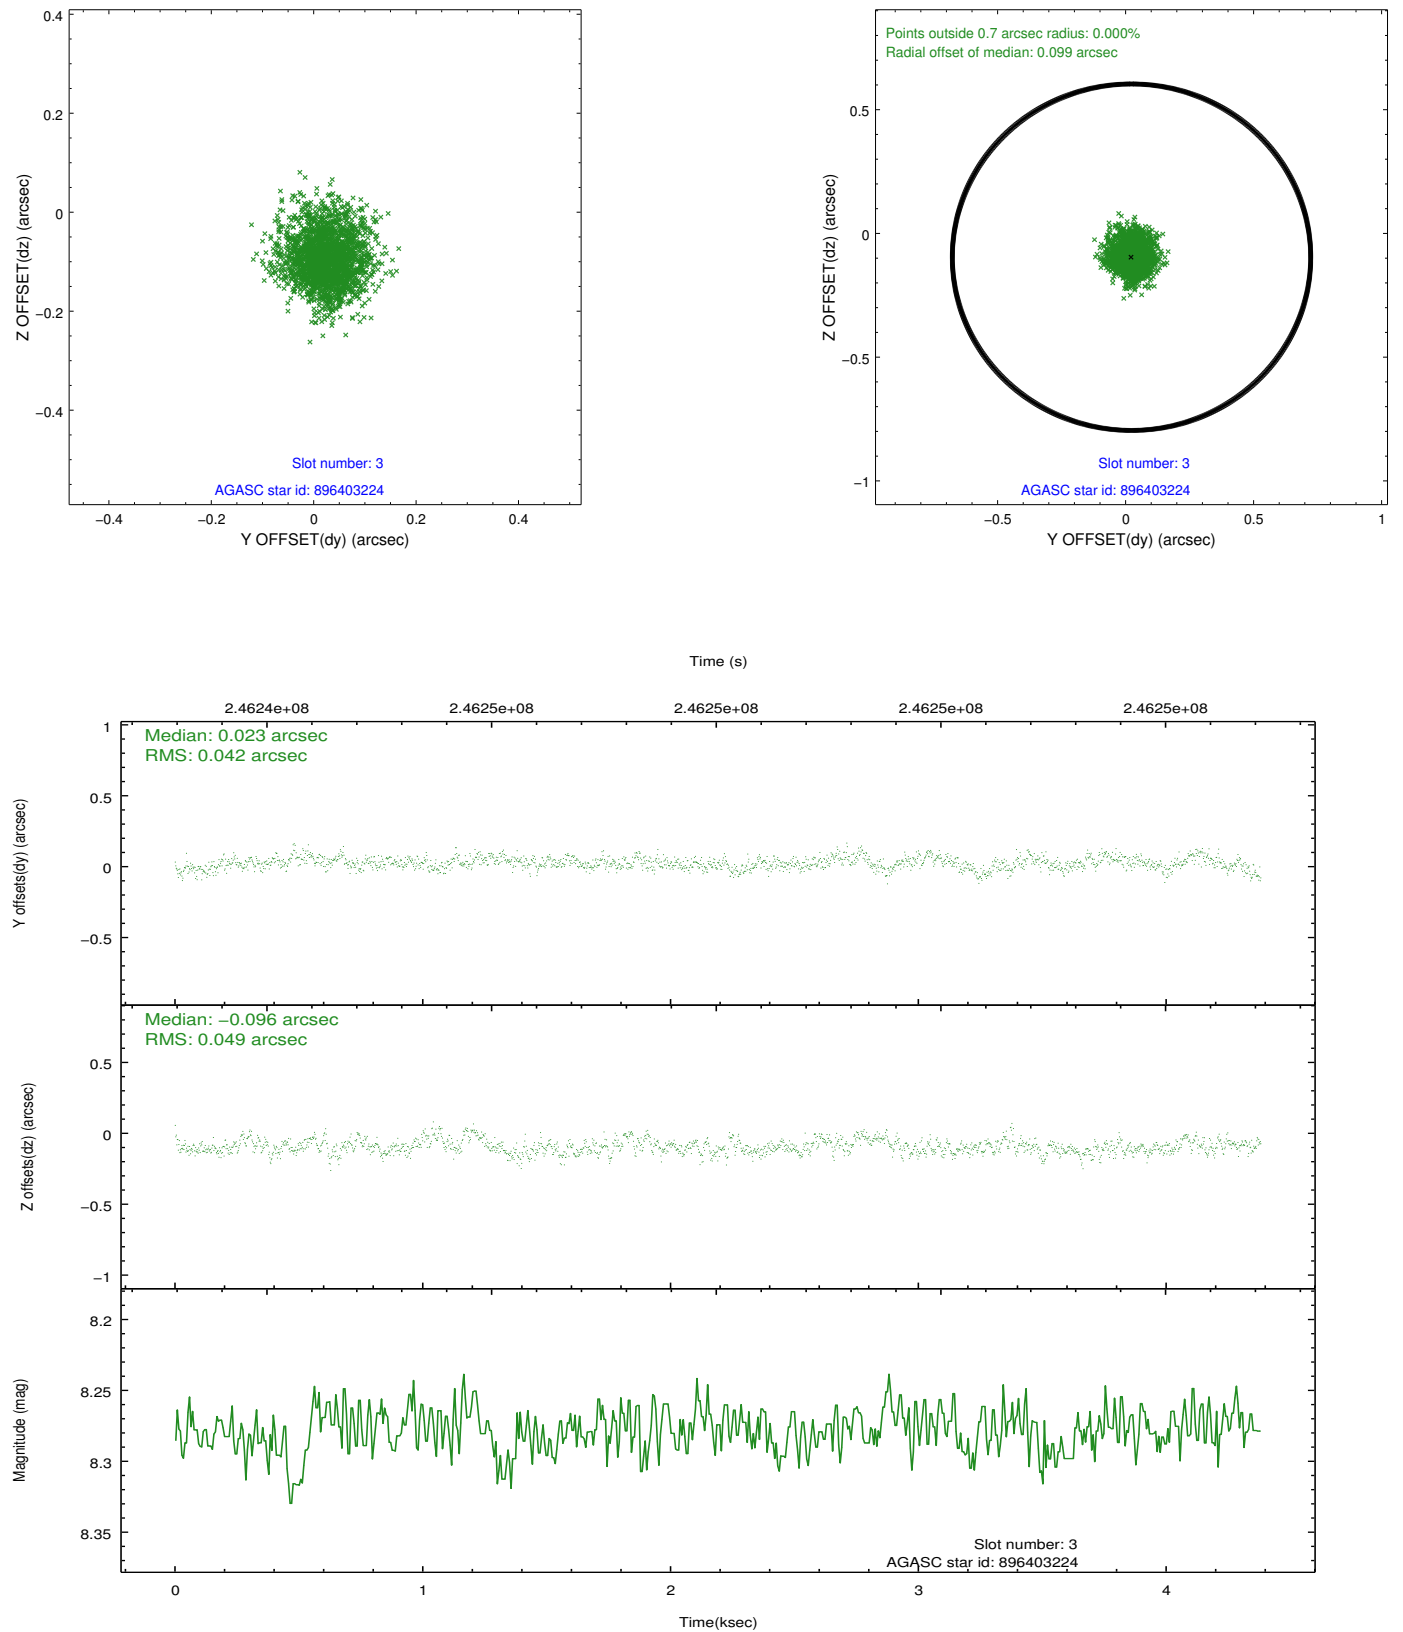 0.4
0.2
0
−0.2
−0.4
Z OFFSET(dz) (arcsec)
Slot number: 3
AGASC star id: 896403224
−0.4 −0.2 0 0.2 0.4
Y OFFSET(dy) (arcsec)
Points outside 0.7 arcsec radius: 0.000%
Radial offset of median: 0.099 arcsec
0.5
0
−0.5
−1
Z OFFSET(dz) (arcsec)
Slot number: 3
AGASC star id: 896403224
−0.5 0 0.5 1
Y OFFSET(dy) (arcsec)
Time (s)
2.4624e+08 2.4625e+08 2.4625e+08 2.4625e+08 2.4625e+08
Median: 0.023 arcsec
RMS: 0.042 arcsec
1
0.5
0
−0.5
Y offsets(dy) (arcsec)
Median: −0.096 arcsec
RMS: 0.049 arcsec
0.5
0
−0.5
−1
Z offsets(dz) (arcsec)
8.2
8.25
8.3
8.35
Magnitude (mag)
Slot number: 3
AGASC star id: 896403224
0 1 2 3 4
Time(ksec)